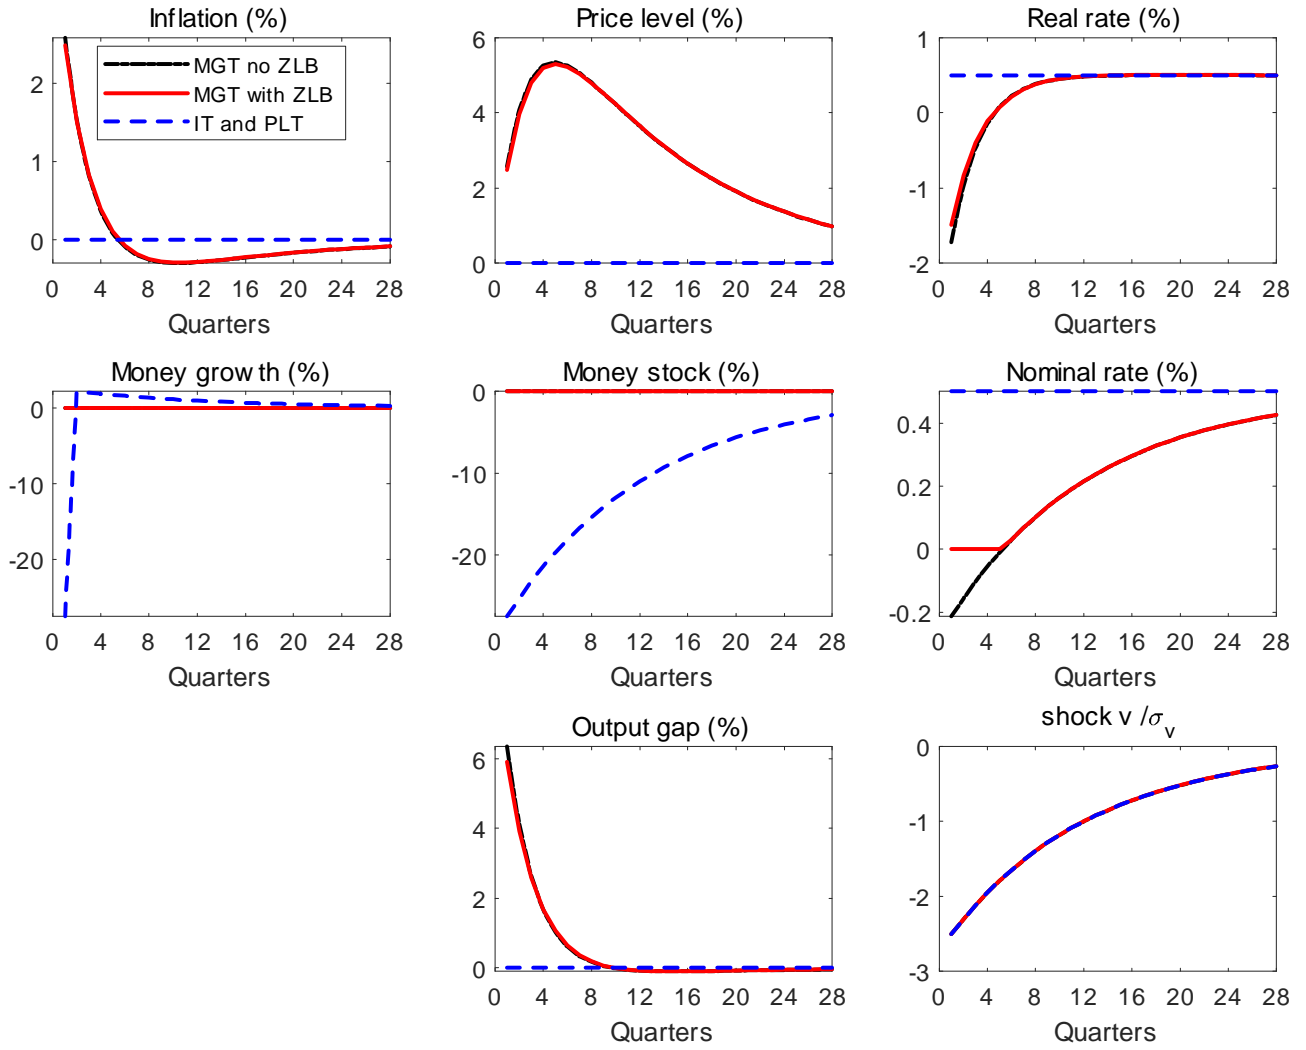 Inflation (%)
2
1
0
0 4 8 12 16 20 24 28
Quarters
MGT no ZLB
MGT with ZLB
IT and PLT
Price level (%)
6
4
2
0
0 4 8 12 16 20 24 28
Quarters
Real rate (%)
1
0
-1
-2
0 4 8 12 16 20 24 28
Quarters
Money growth (%)
0
-10
-20
0 4 8 12 16 20 24 28
Quarters
Money stock (%)
0
-10
-20
0 4 8 12 16 20 24 28
Quarters
Nominal rate (%)
0.4
0.2
0
-0.2
0 4 8 12 16 20 24 28
Quarters
Output gap (%)
6
4
2
0
0 4 8 12 16 20 24 28
Quarters
shock v /σ_v
0
-1
-2
-3
0 4 8 12 16 20 24 28
Quarters